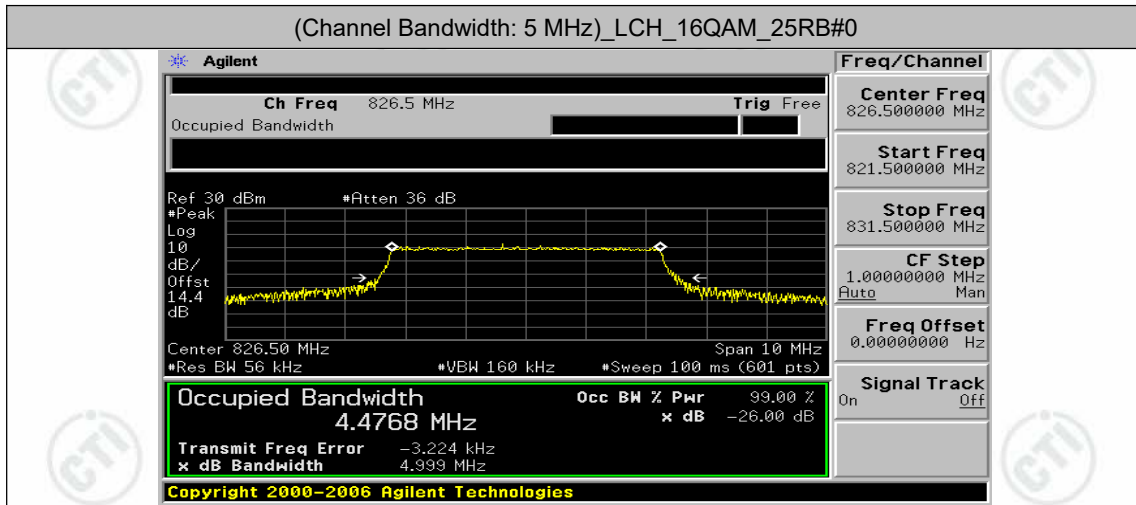 (Channel Bandwidth: 5 MHz)_LCH_16QAM_25RB#0
Agilent
Freq/Channel
Ch Freq 826.5 MHz Trig Free
Occupied Bandwidth
Center Freq
826.500000 MHz
Start Freq
821.500000 MHz
Stop Freq
831.500000 MHz
CF Step
1.00000000 MHz
Auto Man
Freq Offset
0.00000000 Hz
Signal Track
On Off
Ref 30 dBm #Atten 36 dB
#Peak
Log
10
dB/
Offst
14.4
dB
Center 826.50 MHz Span 10 MHz
#Res BW 56 kHz #VBW 160 kHz #Sweep 100 ms (601 pts)
Occupied Bandwidth Occ BW % Pwr 99.00 %
4.4768 MHz x dB -26.00 dB
Transmit Freq Error -3.224 kHz
x dB Bandwidth 4.999 MHz
Copyright 2000-2006 Agilent Technologies
CTI
CTI
CTI
CTI